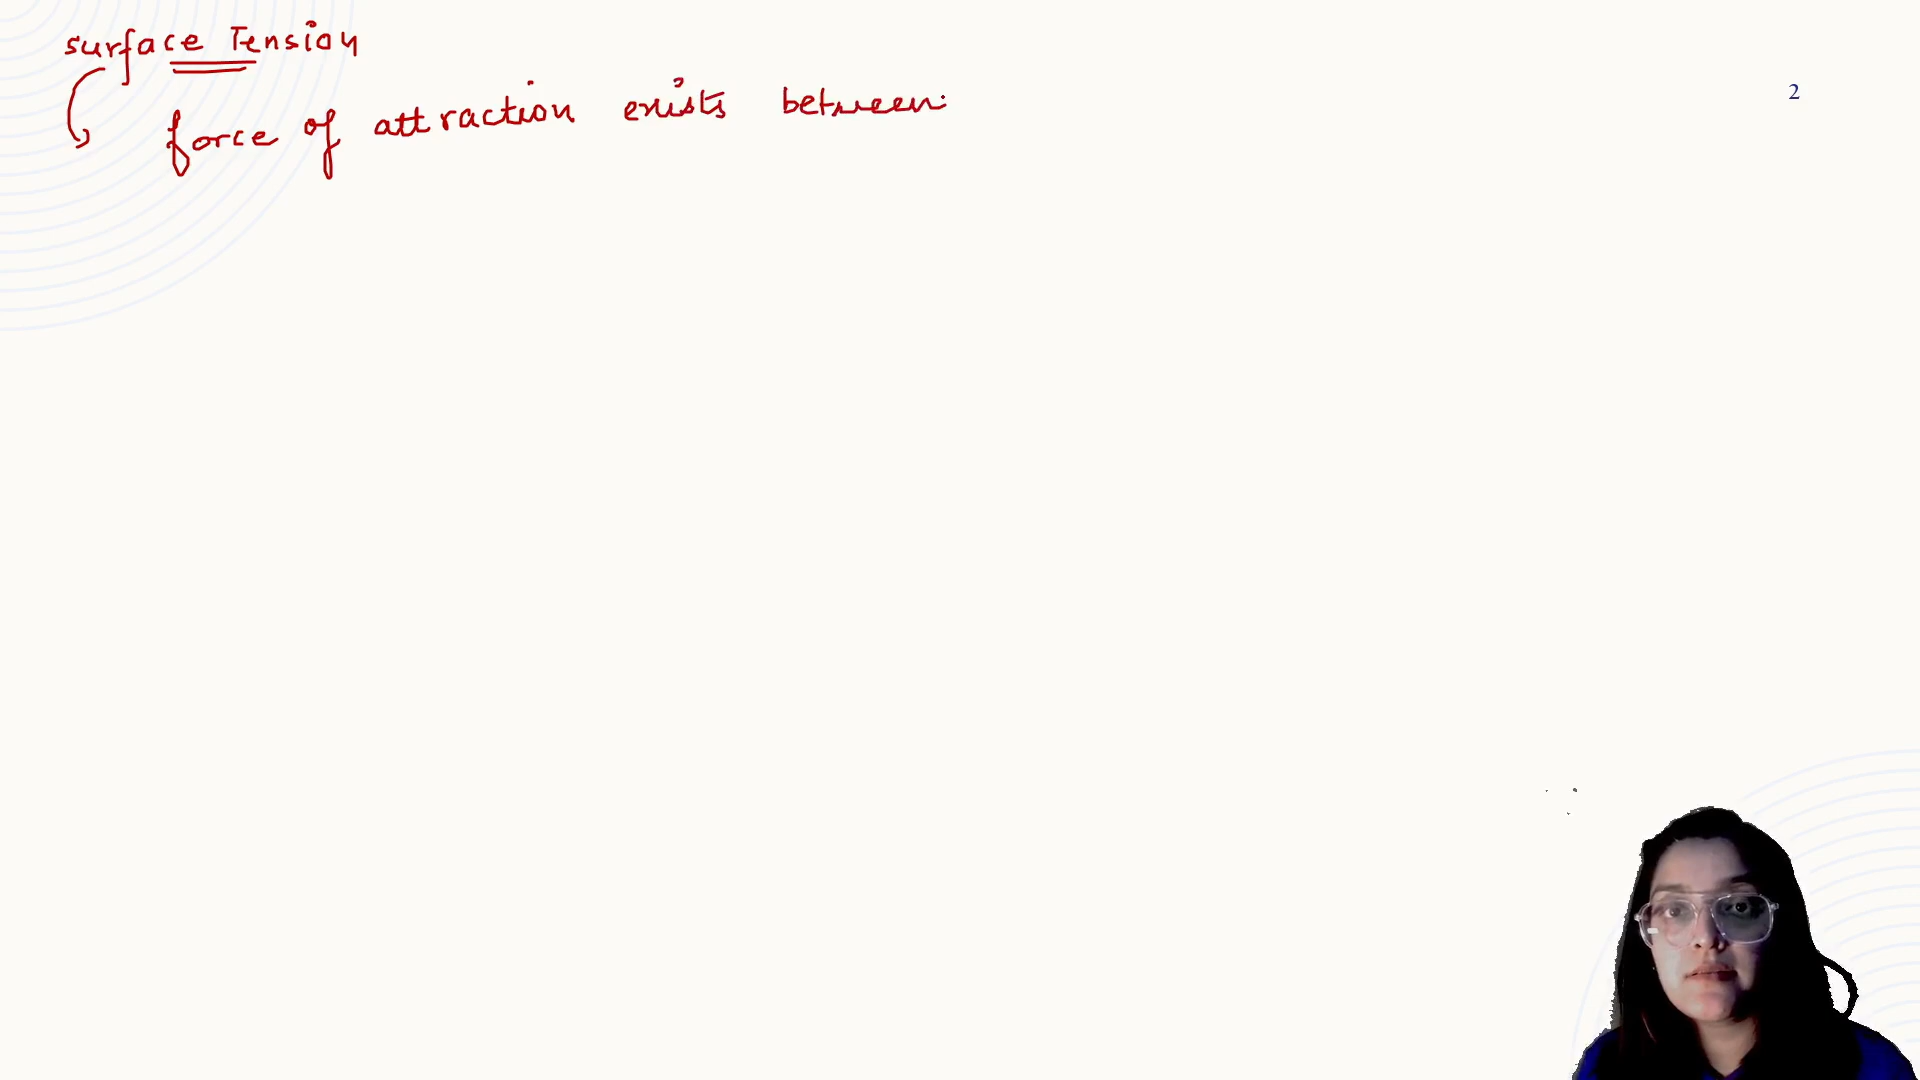 surface Tension
force of attraction exists between
2